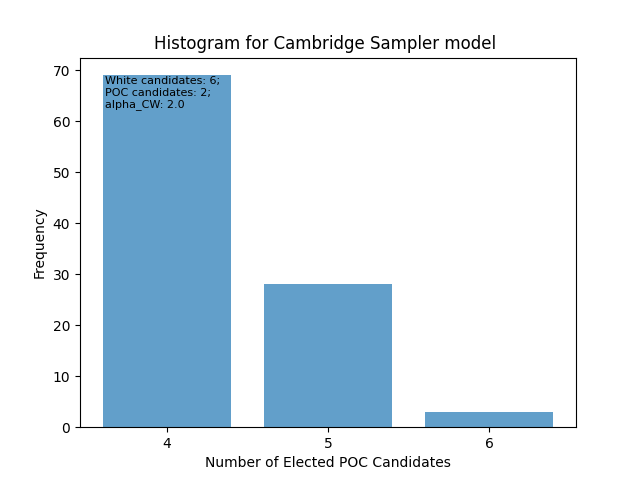 Histogram for Cambridge Sampler model
70
60
50
40
30
20
10
0
Frequency
White candidates: 6;
POC candidates: 2;
alpha_CW: 2.0
4
5
6
Number of Elected POC Candidates